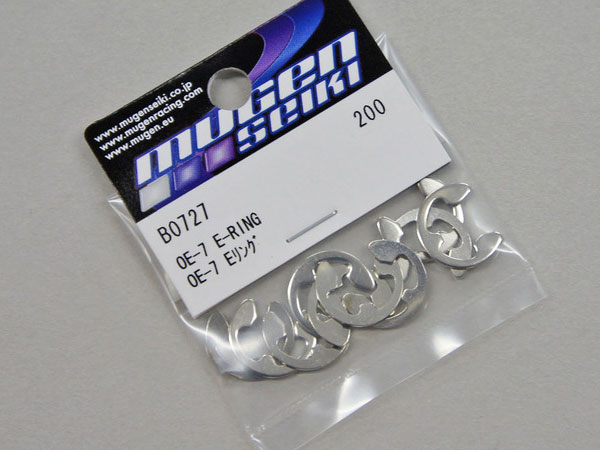 www.mugenseiki.co.jp
www.mugenracing.com
www.mugen.eu
mugen
SEIKI
200
B0727
OE-7 E-RING
OE-7 Eリング